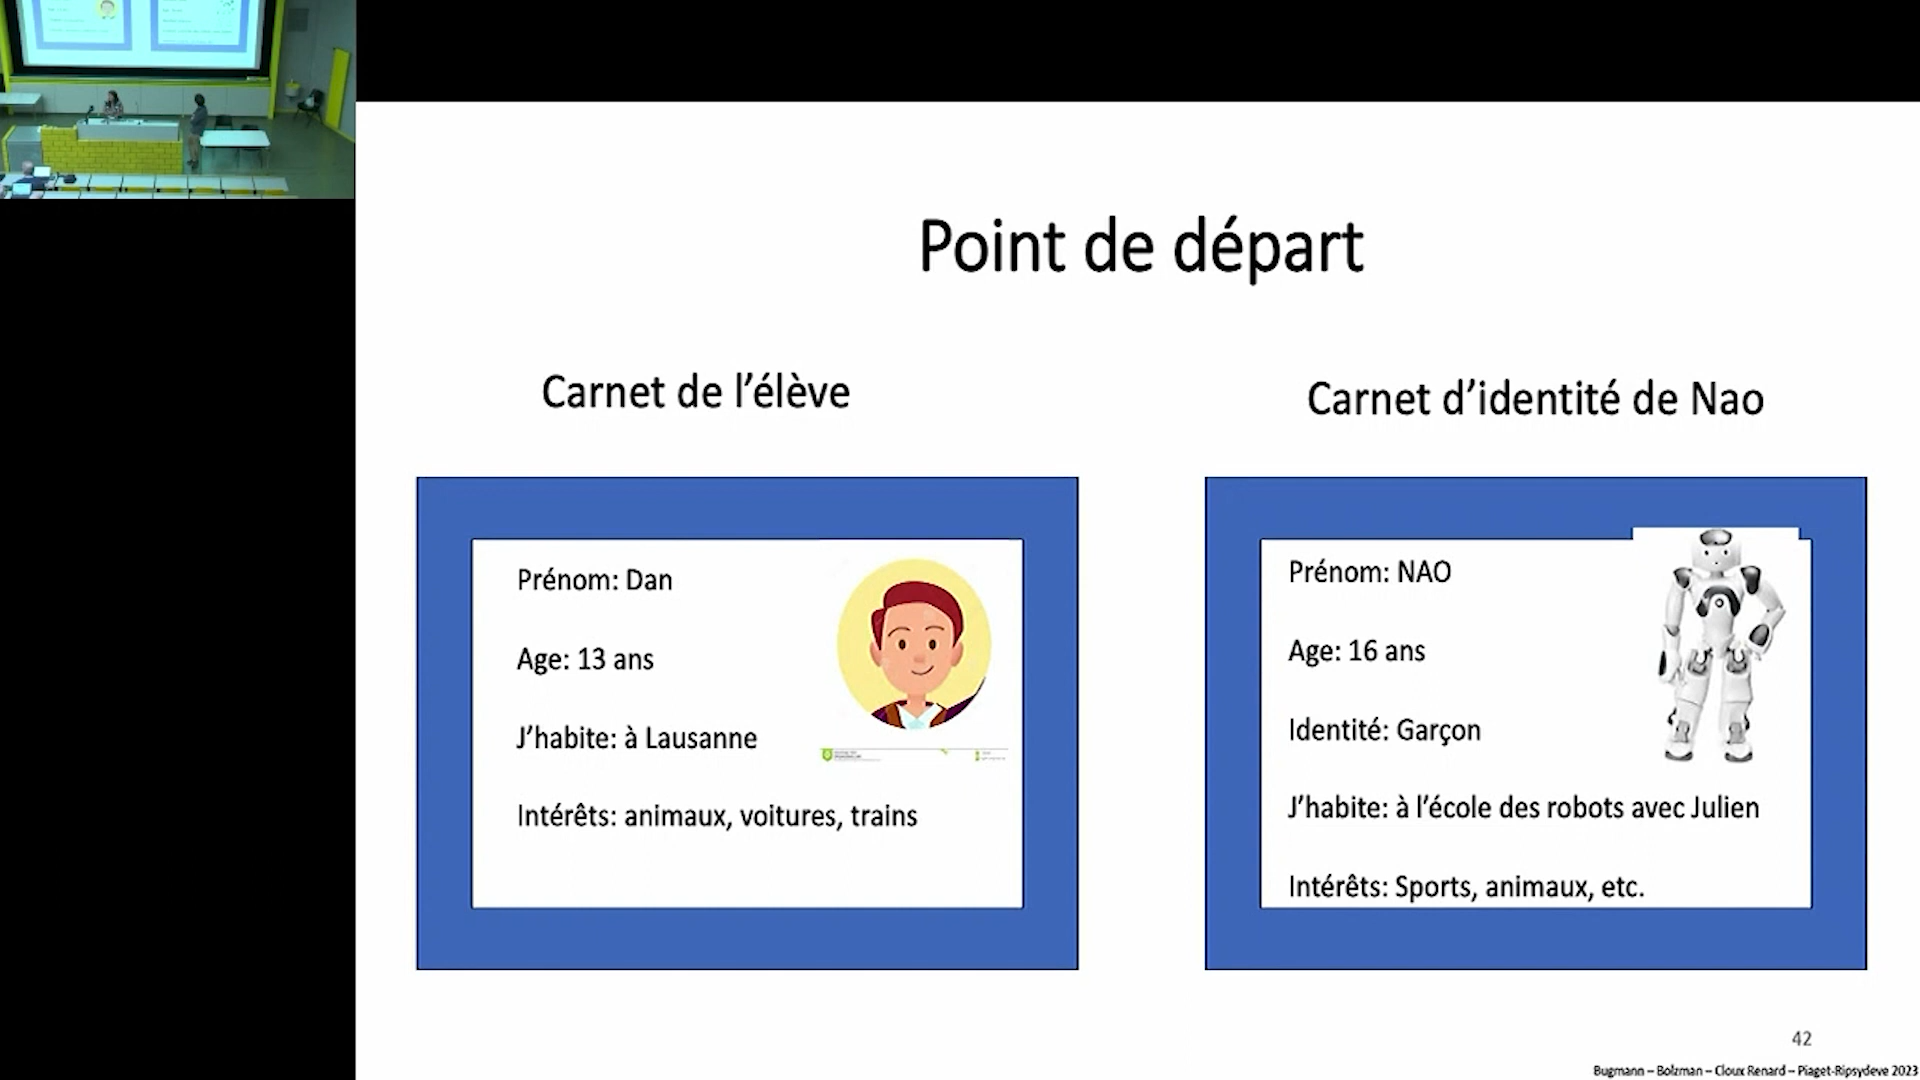 Point de départ
Carnet de l’élève
Carnet d’identité de Nao
Prénom: Dan
Age: 13 ans
J’habite: à Lausanne
Intérêts: animaux, voitures, trains
Prénom: NAO
Age: 16 ans
Identité: Garçon
J’habite: à l’école des robots avec Julien
Intérêts: Sports, animaux, etc.
42
Bugmann – Bolzman – Cloux Renard – Piaget-Ripsydeve 2023